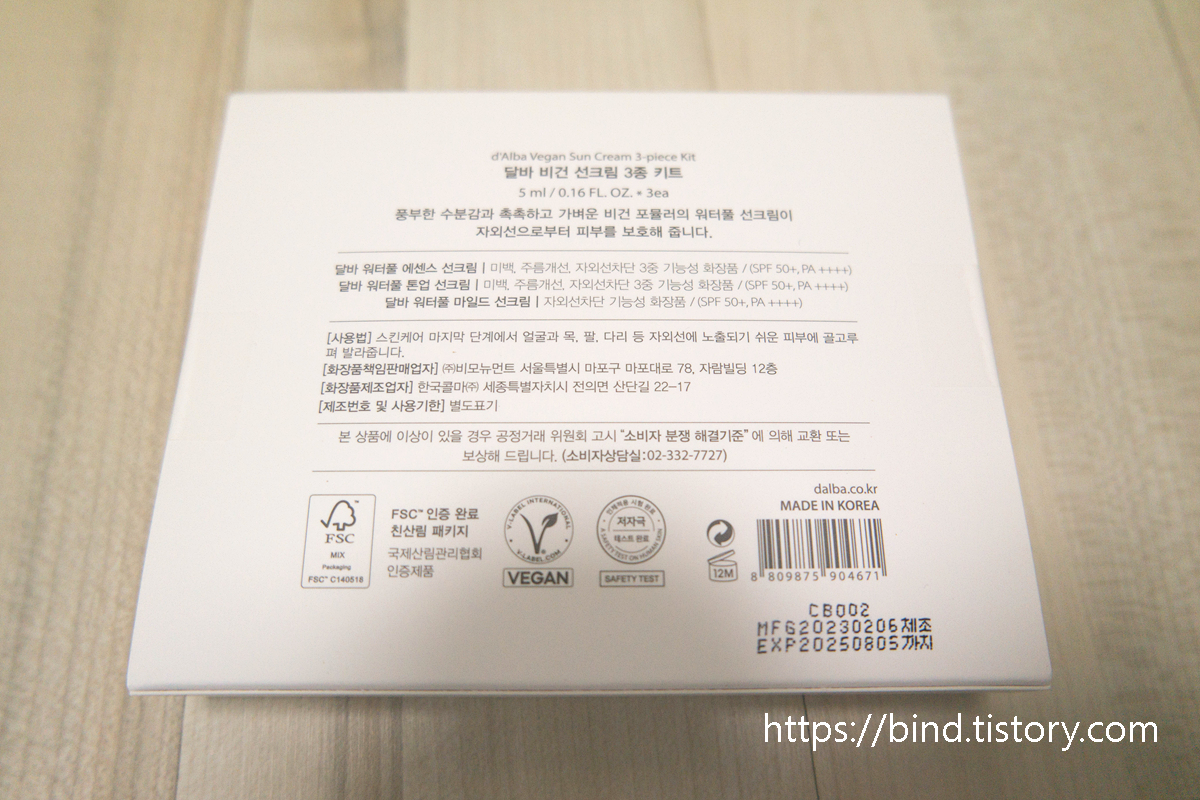 d'Alba Vegan Sun Cream 3-piece Kit
달바 비건 선크림 3종 키트
5 ml / 0.16 FL. OZ. * 3ea
풍부한 수분감과 촉촉하고 가벼운 비건 포뮬러의 워터풀 선크림이
자외선으로부터 피부를 보호해 줍니다.
달바 워터풀 에센스 선크림 | 미백, 주름개선, 자외선차단 3중 기능성 화장품 / (SPF 50+, PA ++++)
달바 워터풀 톤업 선크림 | 미백, 주름개선, 자외선차단 3중 기능성 화장품 / (SPF 50+, PA ++++)
달바 워터풀 마일드 선크림 | 자외선차단 기능성 화장품 / (SPF 50+, PA ++++)
[사용법] 스킨케어 마지막 단계에서 얼굴과 목, 팔, 다리 등 자외선에 노출되기 쉬운 피부에 골고루
펴 발라줍니다.
[화장품책임판매업자] ㈜비모뉴먼트 서울특별시 마포구 마포대로 78, 자람빌딩 12층
[화장품제조업자] 한국콜마㈜ 세종특별자치시 전의면 산단길 22-17
[제조번호 및 사용기한] 별도표기
본 상품에 이상이 있을 경우 공정거래 위원회 고시 “소비자 분쟁 해결기준” 에 의해 교환 또는
보상해 드립니다. (소비자상담실:02-332-7727)
dalba.co.kr
MADE IN KOREA
FSC
MIX
Packaging
FSC™ C140518
FSC™ 인증 완료
친산림 패키지
국제산림관리협회
인증제품
V-LABEL INTERNATIONAL
V-LABEL.COM
VEGAN
인체적용 시험 완료
저자극
테스트 완료
A SAFETY TEST ON HUMAN SKIN
SAFETY TEST
12M
8 809875 904671
CB002
MFG20230206제조
EXP20250805까지
https://bind.tistory.com